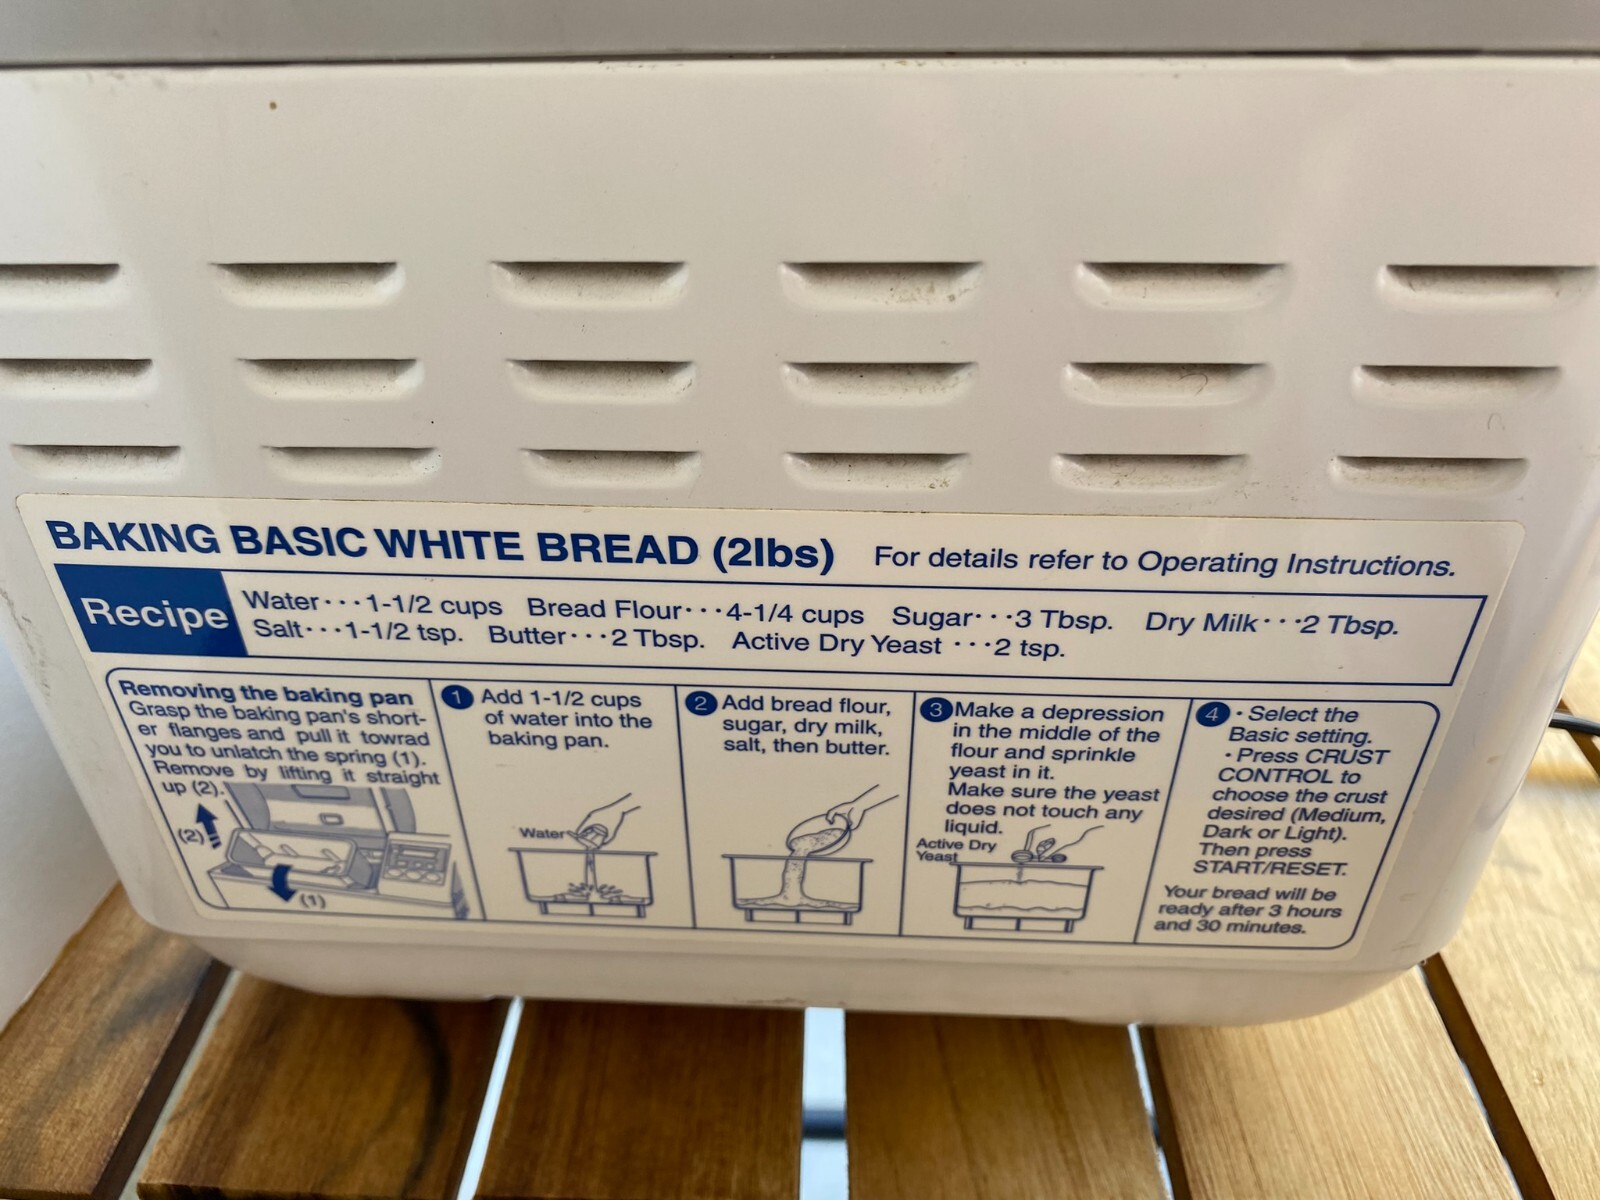 BAKING BASIC WHITE BREAD (2lbs) For details refer to Operating Instructions.
Recipe
Water···1-1/2 cups Bread Flour···4-1/4 cups Sugar···3 Tbsp. Dry Milk···2 Tbsp.
Salt···1-1/2 tsp. Butter···2 Tbsp. Active Dry Yeast ···2 tsp.
Removing the baking pan
Grasp the baking pan's short-
er flanges and pull it towrad
you to unlatch the spring (1).
Remove by lifting it straight
up (2).
(2)
(1)
1 Add 1-1/2 cups
of water into the
baking pan.
Water
2 Add bread flour,
sugar, dry milk,
salt, then butter.
3 Make a depression
in the middle of the
flour and sprinkle
yeast in it.
Make sure the yeast
does not touch any
liquid.
Active Dry
Yeast
4 · Select the
Basic setting.
· Press CRUST
CONTROL to
choose the crust
desired (Medium,
Dark or Light).
Then press
START/RESET.
Your bread will be
ready after 3 hours
and 30 minutes.